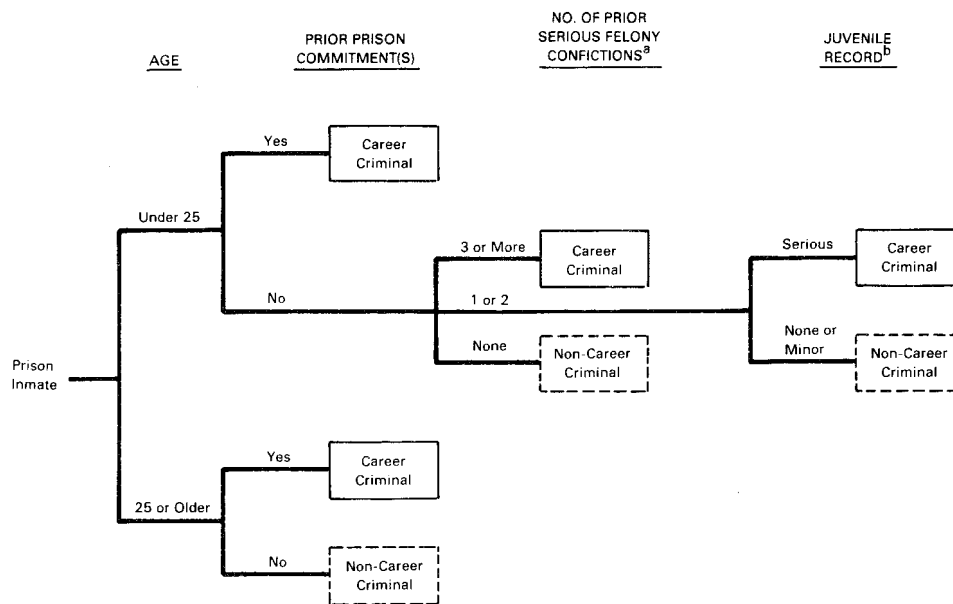 AGE
PRIOR PRISON
COMMITMENT(S)
NO. OF PRIOR
SERIOUS FELONY
CONFICTIONS a
JUVENILE
RECORD b
Yes
Career
Criminal
Under 25
3 or More
Career
Criminal
Serious
Career
Criminal
No
1 or 2
None
Non-Career
Criminal
None or
Minor
Non-Career
Criminal
Prison
Inmate
Yes
Career
Criminal
25 or Older
No
Non-Career
Criminal